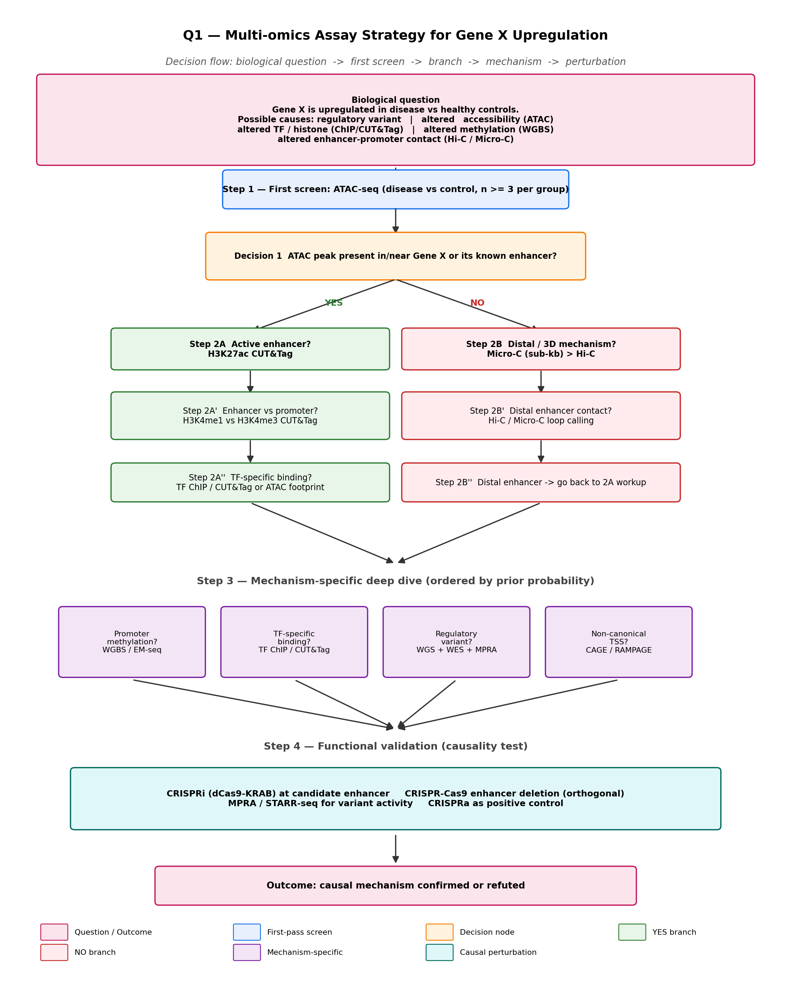 Q1 — Multi-omics Assay Strategy for Gene X Upregulation
Decision flow: biological question -> first screen -> branch -> mechanism -> perturbation
Biological question
Gene X is upregulated in disease vs healthy controls.
Possible causes: regulatory variant | altered accessibility (ATAC)
altered TF / histone (ChIP/CUT&Tag) | altered methylation (WGBS)
altered enhancer-promoter contact (Hi-C / Micro-C)
Step 1 — First screen: ATAC-seq (disease vs control, n >= 3 per group)
Decision 1 ATAC peak present in/near Gene X or its known enhancer?
YES
NO
Step 2A Active enhancer?
H3K27ac CUT&Tag
Step 2B Distal / 3D mechanism?
Micro-C (sub-kb) > Hi-C
Step 2A' Enhancer vs promoter?
H3K4me1 vs H3K4me3 CUT&Tag
Step 2B' Distal enhancer contact?
Hi-C / Micro-C loop calling
Step 2A'' TF-specific binding?
TF ChIP / CUT&Tag or ATAC footprint
Step 2B'' Distal enhancer -> go back to 2A workup
Step 3 — Mechanism-specific deep dive (ordered by prior probability)
Promoter
methylation?
WGBS / EM-seq
TF-specific
binding?
TF ChIP / CUT&Tag
Regulatory
variant?
WGS + WES + MPRA
Non-canonical
TSS?
CAGE / RAMPAGE
Step 4 — Functional validation (causality test)
CRISPRi (dCas9-KRAB) at candidate enhancer CRISPR-Cas9 enhancer deletion (orthogonal)
MPRA / STARR-seq for variant activity CRISPRa as positive control
Outcome: causal mechanism confirmed or refuted
Question / Outcome
First-pass screen
Decision node
YES branch
NO branch
Mechanism-specific
Causal perturbation